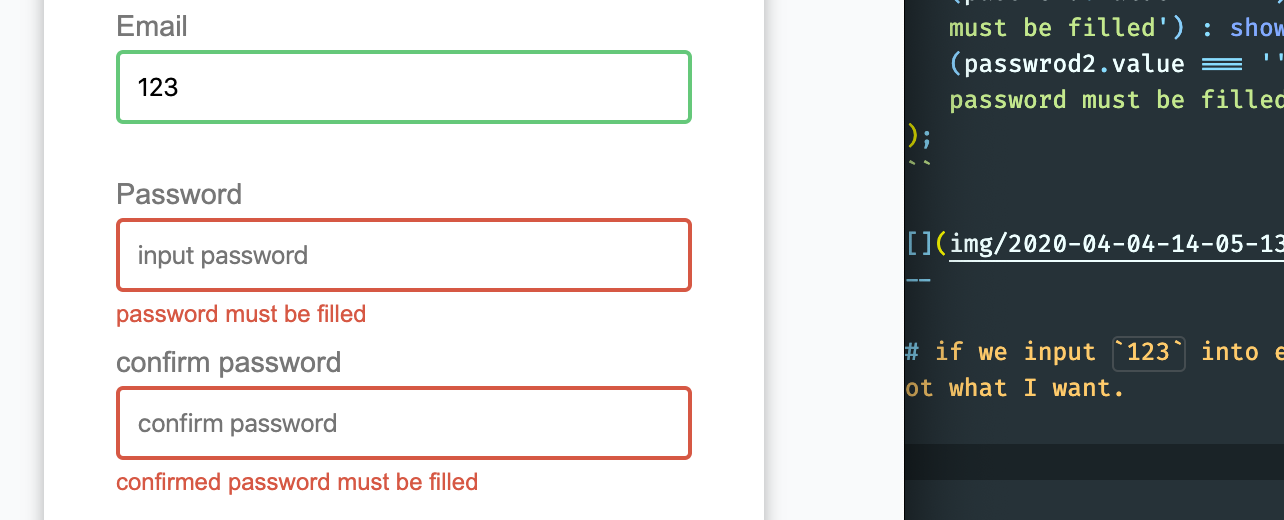 Email
123
Password
input password
password must be filled
confirm password
confirm password
confirmed password must be filled
must be filled') : show
(passwrod2.value === ''
password must be filled
);
``
[](img/2020-04-04-14-05-13
--
# if we input `123` into e
ot what I want.